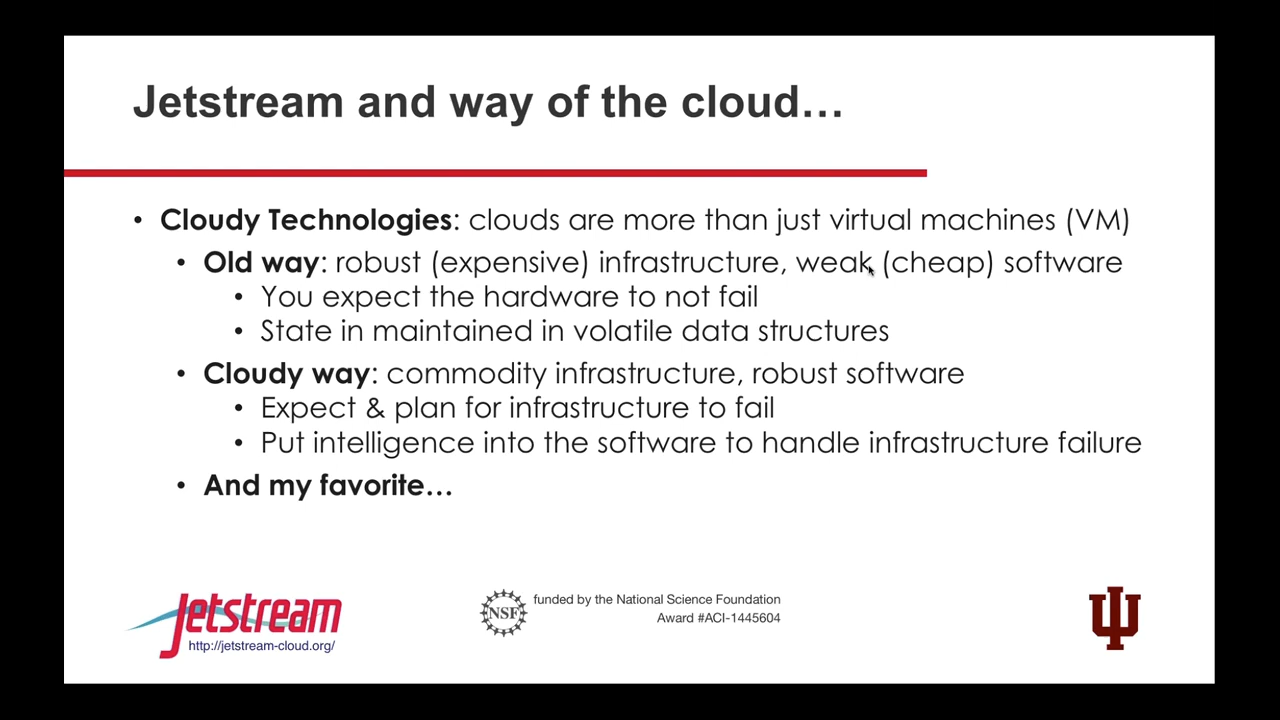 Jetstream and way of the cloud...
• Cloudy Technologies: clouds are more than just virtual machines (VM)
• Old way: robust (expensive) infrastructure, weak (cheap) software
• You expect the hardware to not fail
• State in maintained in volatile data structures
• Cloudy way: commodity infrastructure, robust software
• Expect & plan for infrastructure to fail
• Put intelligence into the software to handle infrastructure failure
• And my favorite...
Jetstream
http://jetstream-cloud.org/
NSF
funded by the National Science Foundation
Award #ACI-1445604